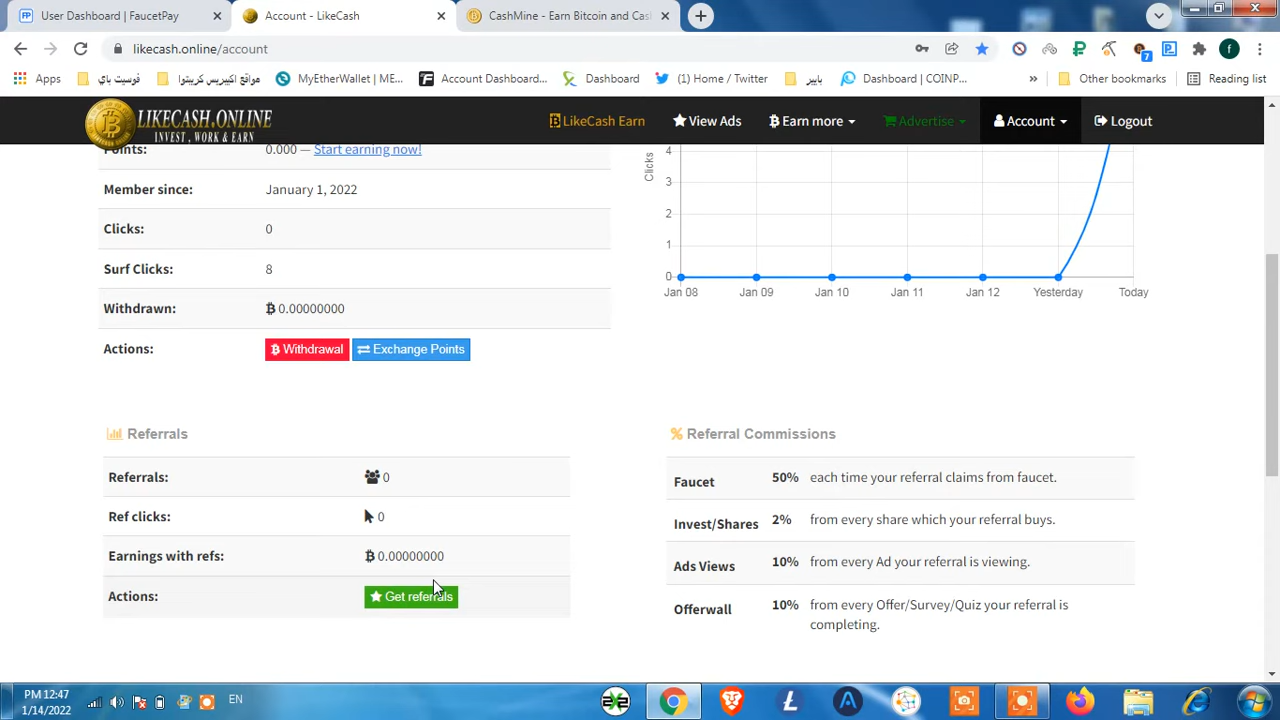 User Dashboard | FaucetPay
Account - LikeCash
CashMine - Earn Bitcoin and Cas
likecash.online/account
7
f
Apps
فوسيت باي
مواقع اكبيرس كريبتوا
MyEtherWallet | ME...
Account Dashboard...
Dashboard
(1) Home / Twitter
بايير
Dashboard | COINP...
»
Other bookmarks
Reading list
LIKECASH.ONLINE
INVEST, WORK & EARN
LikeCash Earn
View Ads
Earn more
Advertise
Account
Logout
Points: 0.000 — Start earning now!
Member since: January 1, 2022
Clicks: 0
Surf Clicks: 8
Withdrawn: 0.00000000
Actions: Withdrawal Exchange Points
Clicks
4
3
2
1
0
Jan 08 Jan 09 Jan 10 Jan 11 Jan 12 Yesterday Today
Referrals
Referrals: 0
Ref clicks: 0
Earnings with refs: 0.00000000
Actions: Get referrals
Referral Commissions
Faucet 50% each time your referral claims from faucet.
Invest/Shares 2% from every share which your referral buys.
Ads Views 10% from every Ad your referral is viewing.
Offerwall 10% from every Offer/Survey/Quiz your referral is
completing.
PM 12:47
1/14/2022
EN